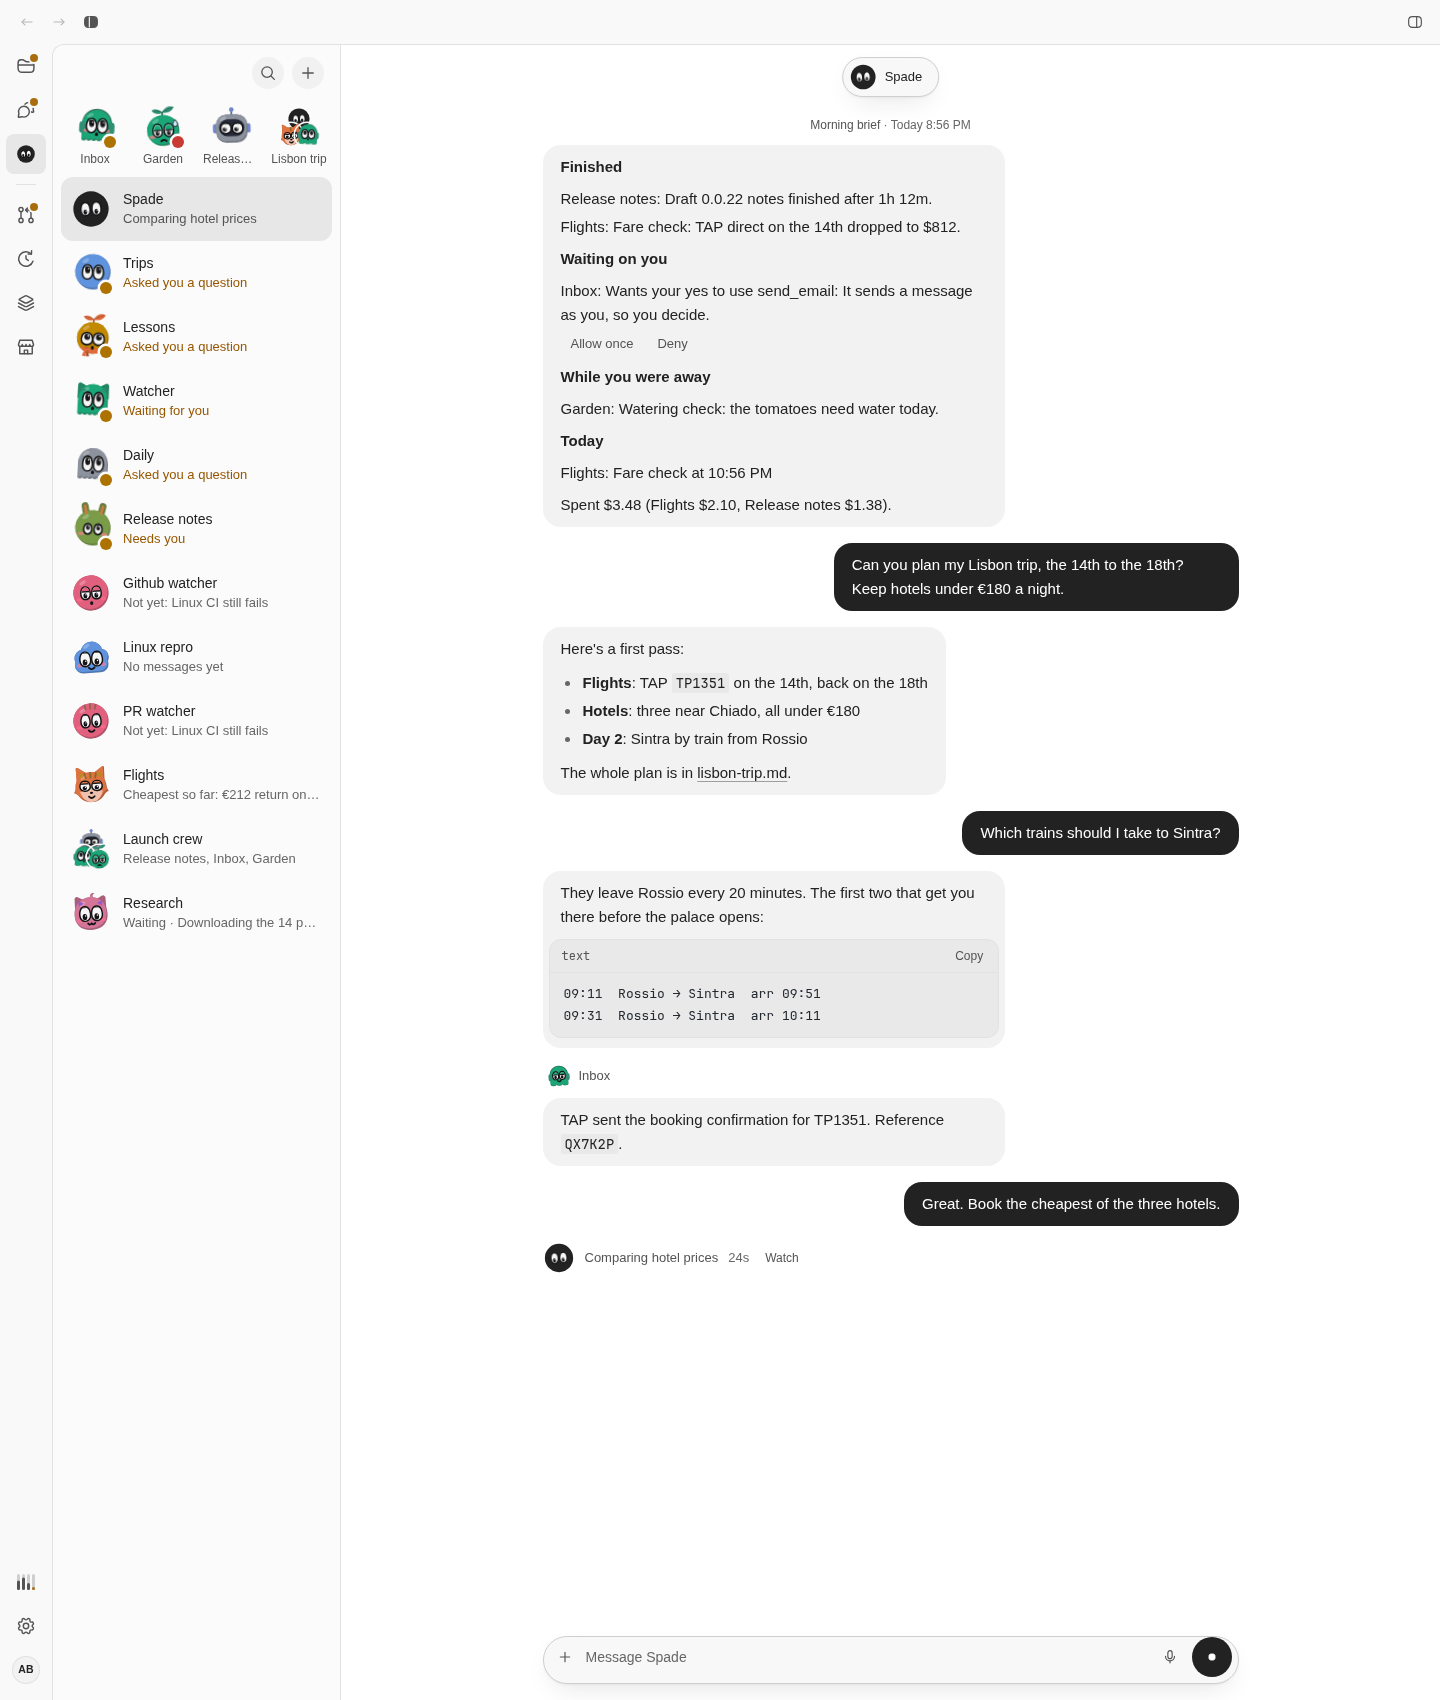 Inbox
Garden
Releas…
Lisbon trip
Spade
Comparing hotel prices
Trips
Asked you a question
Lessons
Asked you a question
Watcher
Waiting for you
Daily
Asked you a question
Release notes
Needs you
Github watcher
Not yet: Linux CI still fails
Linux repro
No messages yet
PR watcher
Not yet: Linux CI still fails
Flights
Cheapest so far: €212 return on…
Launch crew
Release notes, Inbox, Garden
Research
Waiting · Downloading the 14 p…
AB
Spade
Morning brief · Today 8:56 PM
Finished
Release notes: Draft 0.0.22 notes finished after 1h 12m.
Flights: Fare check: TAP direct on the 14th dropped to $812.
Waiting on you
Inbox: Wants your yes to use send_email: It sends a message
as you, so you decide.
Allow once Deny
While you were away
Garden: Watering check: the tomatoes need water today.
Today
Flights: Fare check at 10:56 PM
Spent $3.48 (Flights $2.10, Release notes $1.38).
Can you plan my Lisbon trip, the 14th to the 18th?
Keep hotels under €180 a night.
Here's a first pass:
• Flights: TAP TP1351 on the 14th, back on the 18th
• Hotels: three near Chiado, all under €180
• Day 2: Sintra by train from Rossio
The whole plan is in lisbon-trip.md.
Which trains should I take to Sintra?
They leave Rossio every 20 minutes. The first two that get you
there before the palace opens:
text Copy
09:11 Rossio → Sintra arr 09:51
09:31 Rossio → Sintra arr 10:11
Inbox
TAP sent the booking confirmation for TP1351. Reference
QX7K2P.
Great. Book the cheapest of the three hotels.
Comparing hotel prices 24s Watch
Message Spade